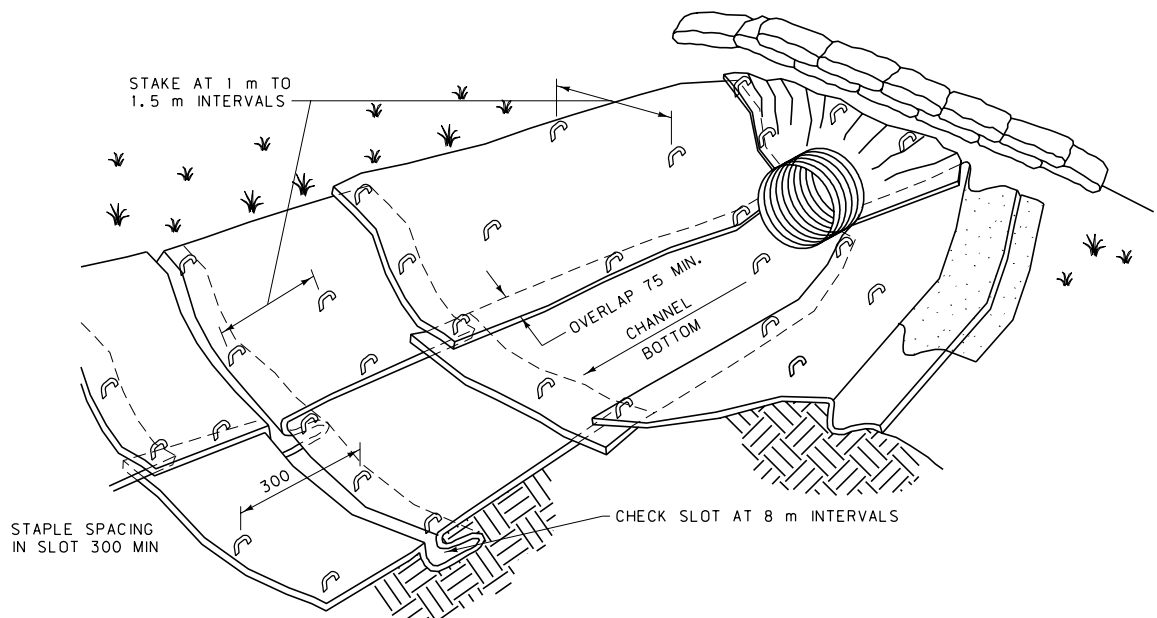 STAKE AT 1 m TO
1.5 m INTERVALS
OVERLAP 75 MIN.
CHANNEL
BOTTOM
300
STAPLE SPACING
IN SLOT 300 MIN
CHECK SLOT AT 8 m INTERVALS